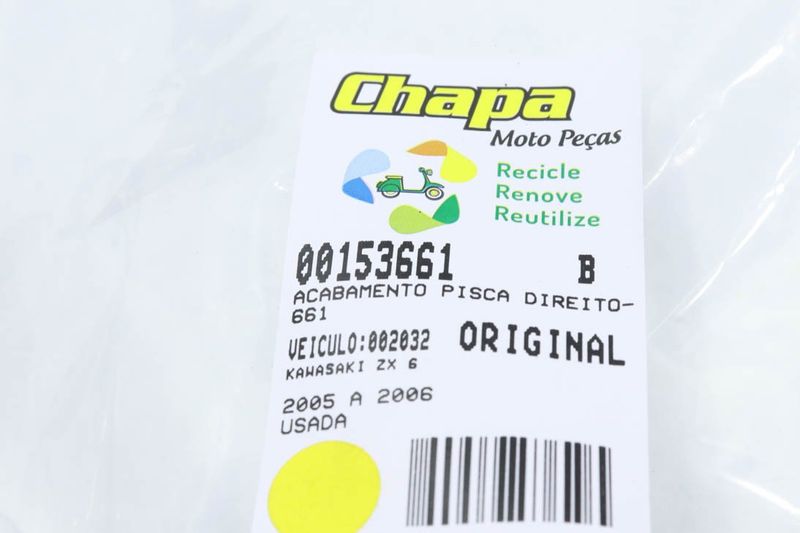 Chapa
Moto Peças
Recicle
Renove
Reutilize
00153661 B
ACABAMENTO PISCA DIREITO-
661
VEICULO:002032 ORIGINAL
KAWASAKI ZX 6
2005 A 2006
USADA